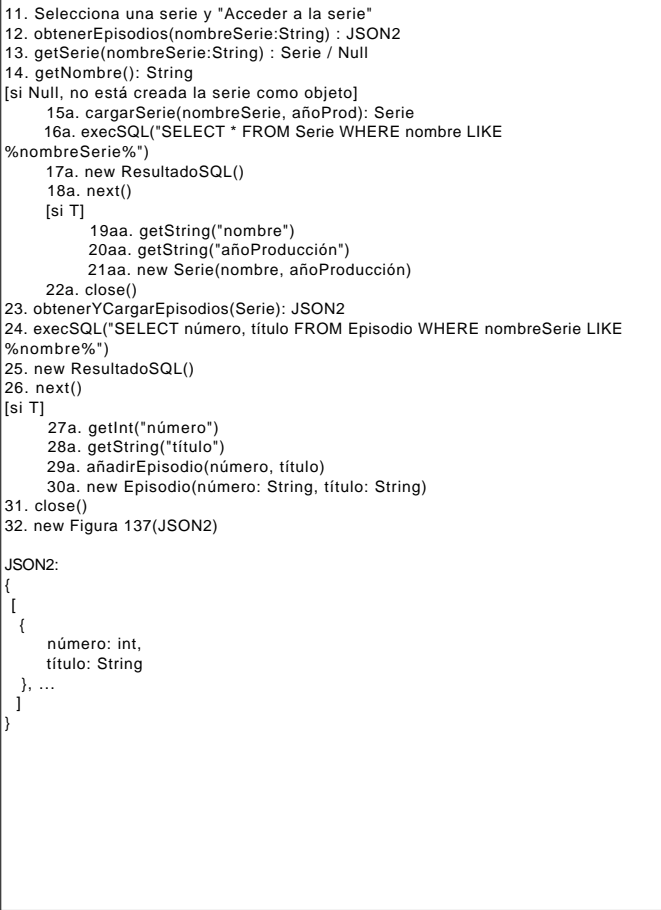 11. Selecciona una serie y "Acceder a la serie"
12. obtenerEpisodios(nombreSerie:String) : JSON2
13. getSerie(nombreSerie:String) : Serie / Null
14. getNombre(): String
[si Null, no está creada la serie como objeto]
15a. cargarSerie(nombreSerie, añoProd): Serie
16a. execSQL("SELECT * FROM Serie WHERE nombre LIKE
%nombreSerie%")
17a. new ResultadoSQL()
18a. next()
[si T]
19aa. getString("nombre")
20aa. getString("añoProducción")
21aa. new Serie(nombre, añoProducción)
22a. close()
23. obtenerYCargarEpisodios(Serie): JSON2
24. execSQL("SELECT número, título FROM Episodio WHERE nombreSerie LIKE
%nombre%")
25. new ResultadoSQL()
26. next()
[si T]
27a. getInt("número")
28a. getString("título")
29a. añadirEpisodio(número, título)
30a. new Episodio(número: String, título: String)
31. close()
32. new Figura 137(JSON2)
JSON2:
{
[
{
número: int,
título: String
}, ...
]
}